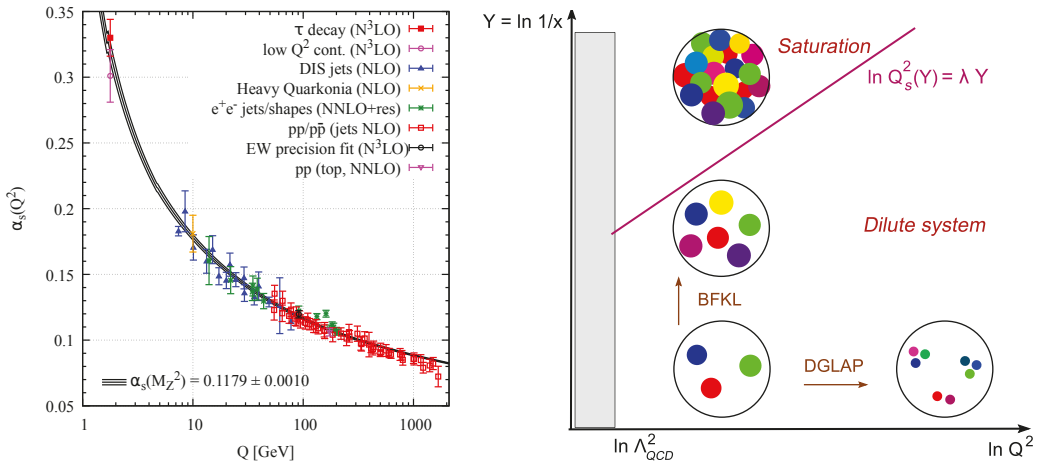 0.35
0.3
0.25
0.2
0.15
0.1
0.05
αs(Q²)
τ decay (N³LO)
low Q² cont. (N³LO)
DIS jets (NLO)
Heavy Quarkonia (NLO)
e⁺e⁻ jets/shapes (NNLO+res)
pp/pp̄ (jets NLO)
EW precision fit (N³LO)
pp (top, NNLO)
αs(M_Z²) = 0.1179 ± 0.0010
1 10 100 1000
Q [GeV]
Y = ln 1/x
Saturation
ln Q_s²(Y) = λ Y
Dilute system
BFKL
DGLAP
ln Λ²_QCD
ln Q²